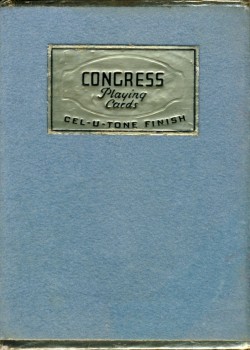 CONGRESS
Playing
Cards
CEL-U-TONE FINISH